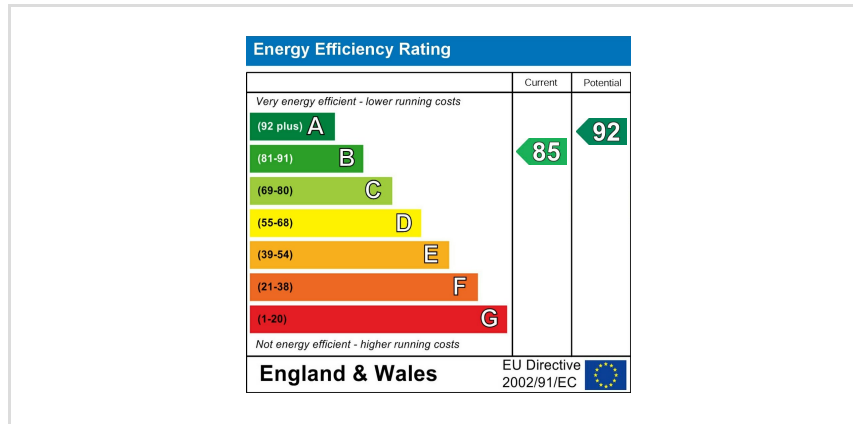 Energy Efficiency Rating
Current Potential
Very energy efficient - lower running costs
(92 plus) A
92
(81-91) B
85
(69-80) C
(55-68) D
(39-54) E
(21-38) F
(1-20) G
Not energy efficient - higher running costs
England & Wales
EU Directive
2002/91/EC